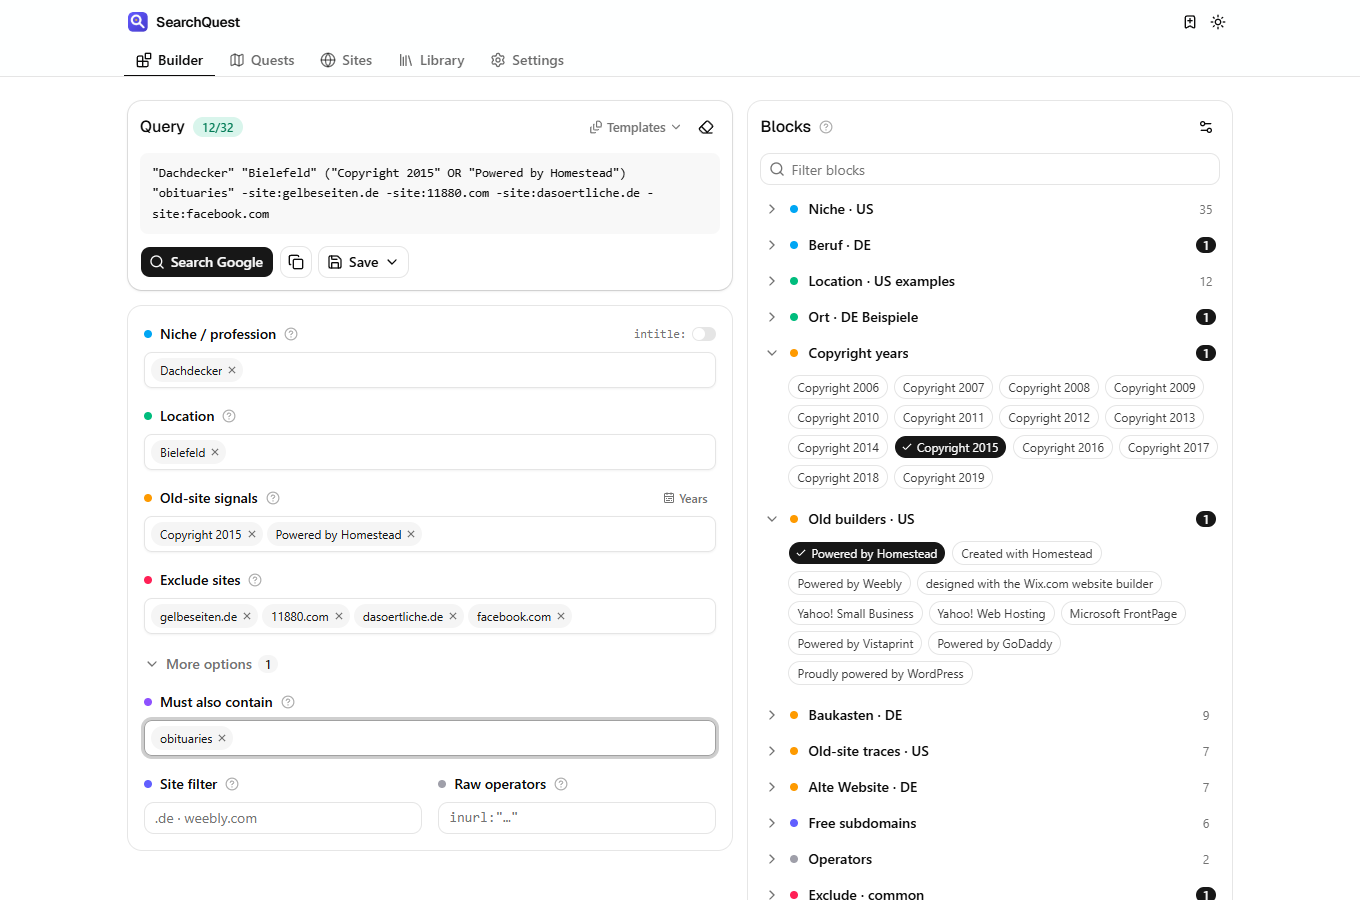 SearchQuest
Builder
Quests
Sites
Library
Settings
Query 12/32
Templates
"Dachdecker" "Bielefeld" ("Copyright 2015" OR "Powered by Homestead")
"obituaries" -site:gelbeseiten.de -site:11880.com -site:dasoertliche.de -
site:facebook.com
Search Google
Save
Niche / profession
intitle:
Dachdecker
Location
Bielefeld
Old-site signals
Years
Copyright 2015
Powered by Homestead
Exclude sites
gelbeseiten.de
11880.com
dasoertliche.de
facebook.com
More options 1
Must also contain
obituaries
Site filter
.de · weebly.com
Raw operators
inurl:"…"
Blocks
Filter blocks
Niche · US 35
Beruf · DE 1
Location · US examples 12
Ort · DE Beispiele 1
Copyright years 1
Copyright 2006 Copyright 2007 Copyright 2008 Copyright 2009
Copyright 2010 Copyright 2011 Copyright 2012 Copyright 2013
Copyright 2014 Copyright 2015 Copyright 2016 Copyright 2017
Copyright 2018 Copyright 2019
Old builders · US 1
Powered by Homestead Created with Homestead
Powered by Weebly designed with the Wix.com website builder
Yahoo! Small Business Yahoo! Web Hosting Microsoft FrontPage
Powered by Vistaprint Powered by GoDaddy
Proudly powered by WordPress
Baukasten · DE 9
Old-site traces · US 7
Alte Website · DE 7
Free subdomains 6
Operators 2
Exclude · common 1